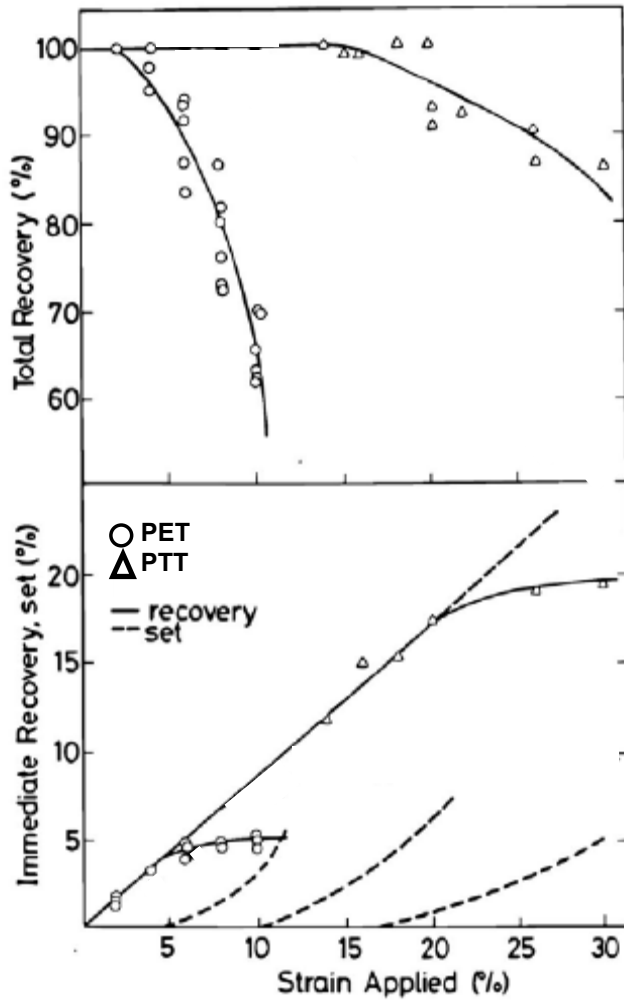 Total Recovery (%)
100
90
80
70
60
Immediate Recovery, set (%)
20
15
10
5
PET
PTT
recovery
set
5
10
15
20
25
30
Strain Applied (%)